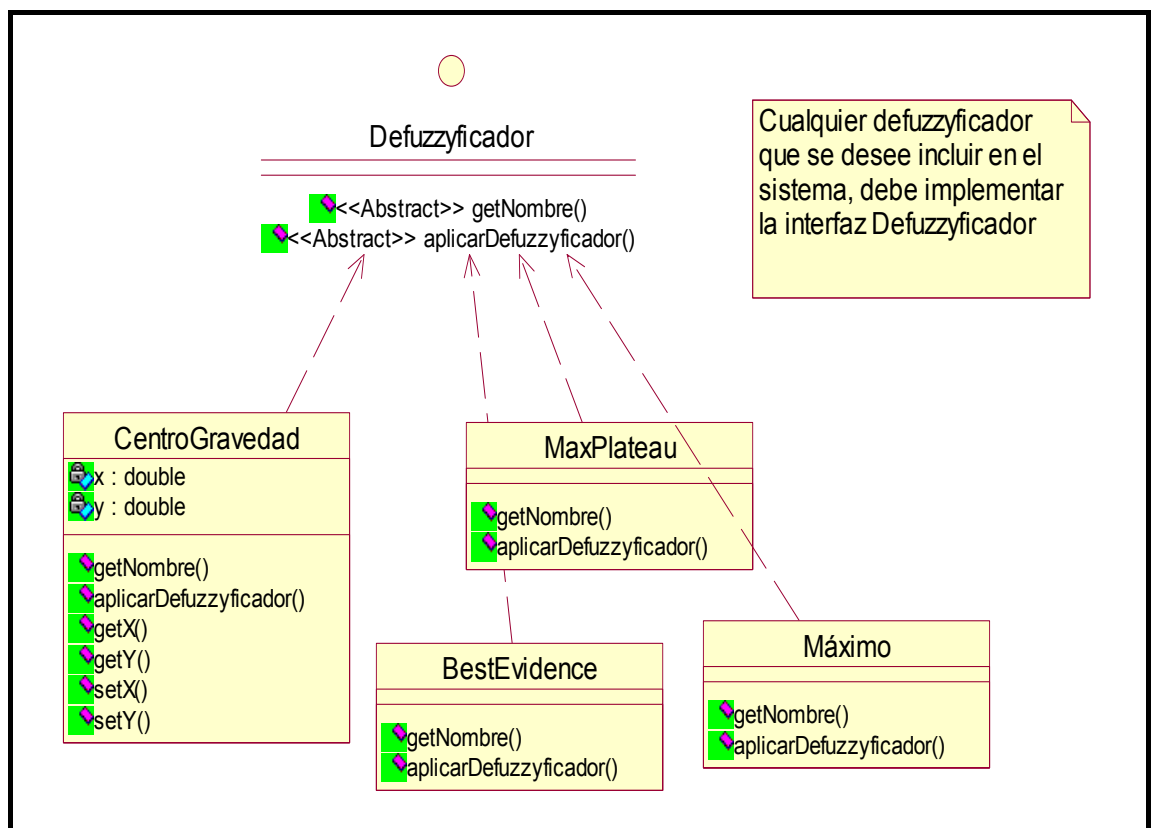 Defuzzyficador
<<Abstract>> getNombre()
<<Abstract>> aplicarDefuzzyficador()
Cualquier defuzzyficador
que se desee incluir en el
sistema, debe implementar
la interfaz Defuzzyficador
CentroGravedad
x : double
y : double
getNombre()
aplicarDefuzzyficador()
getX()
getY()
setX()
setY()
MaxPlateau
getNombre()
aplicarDefuzzyficador()
BestEvidence
getNombre()
aplicarDefuzzyficador()
Máximo
getNombre()
aplicarDefuzzyficador()